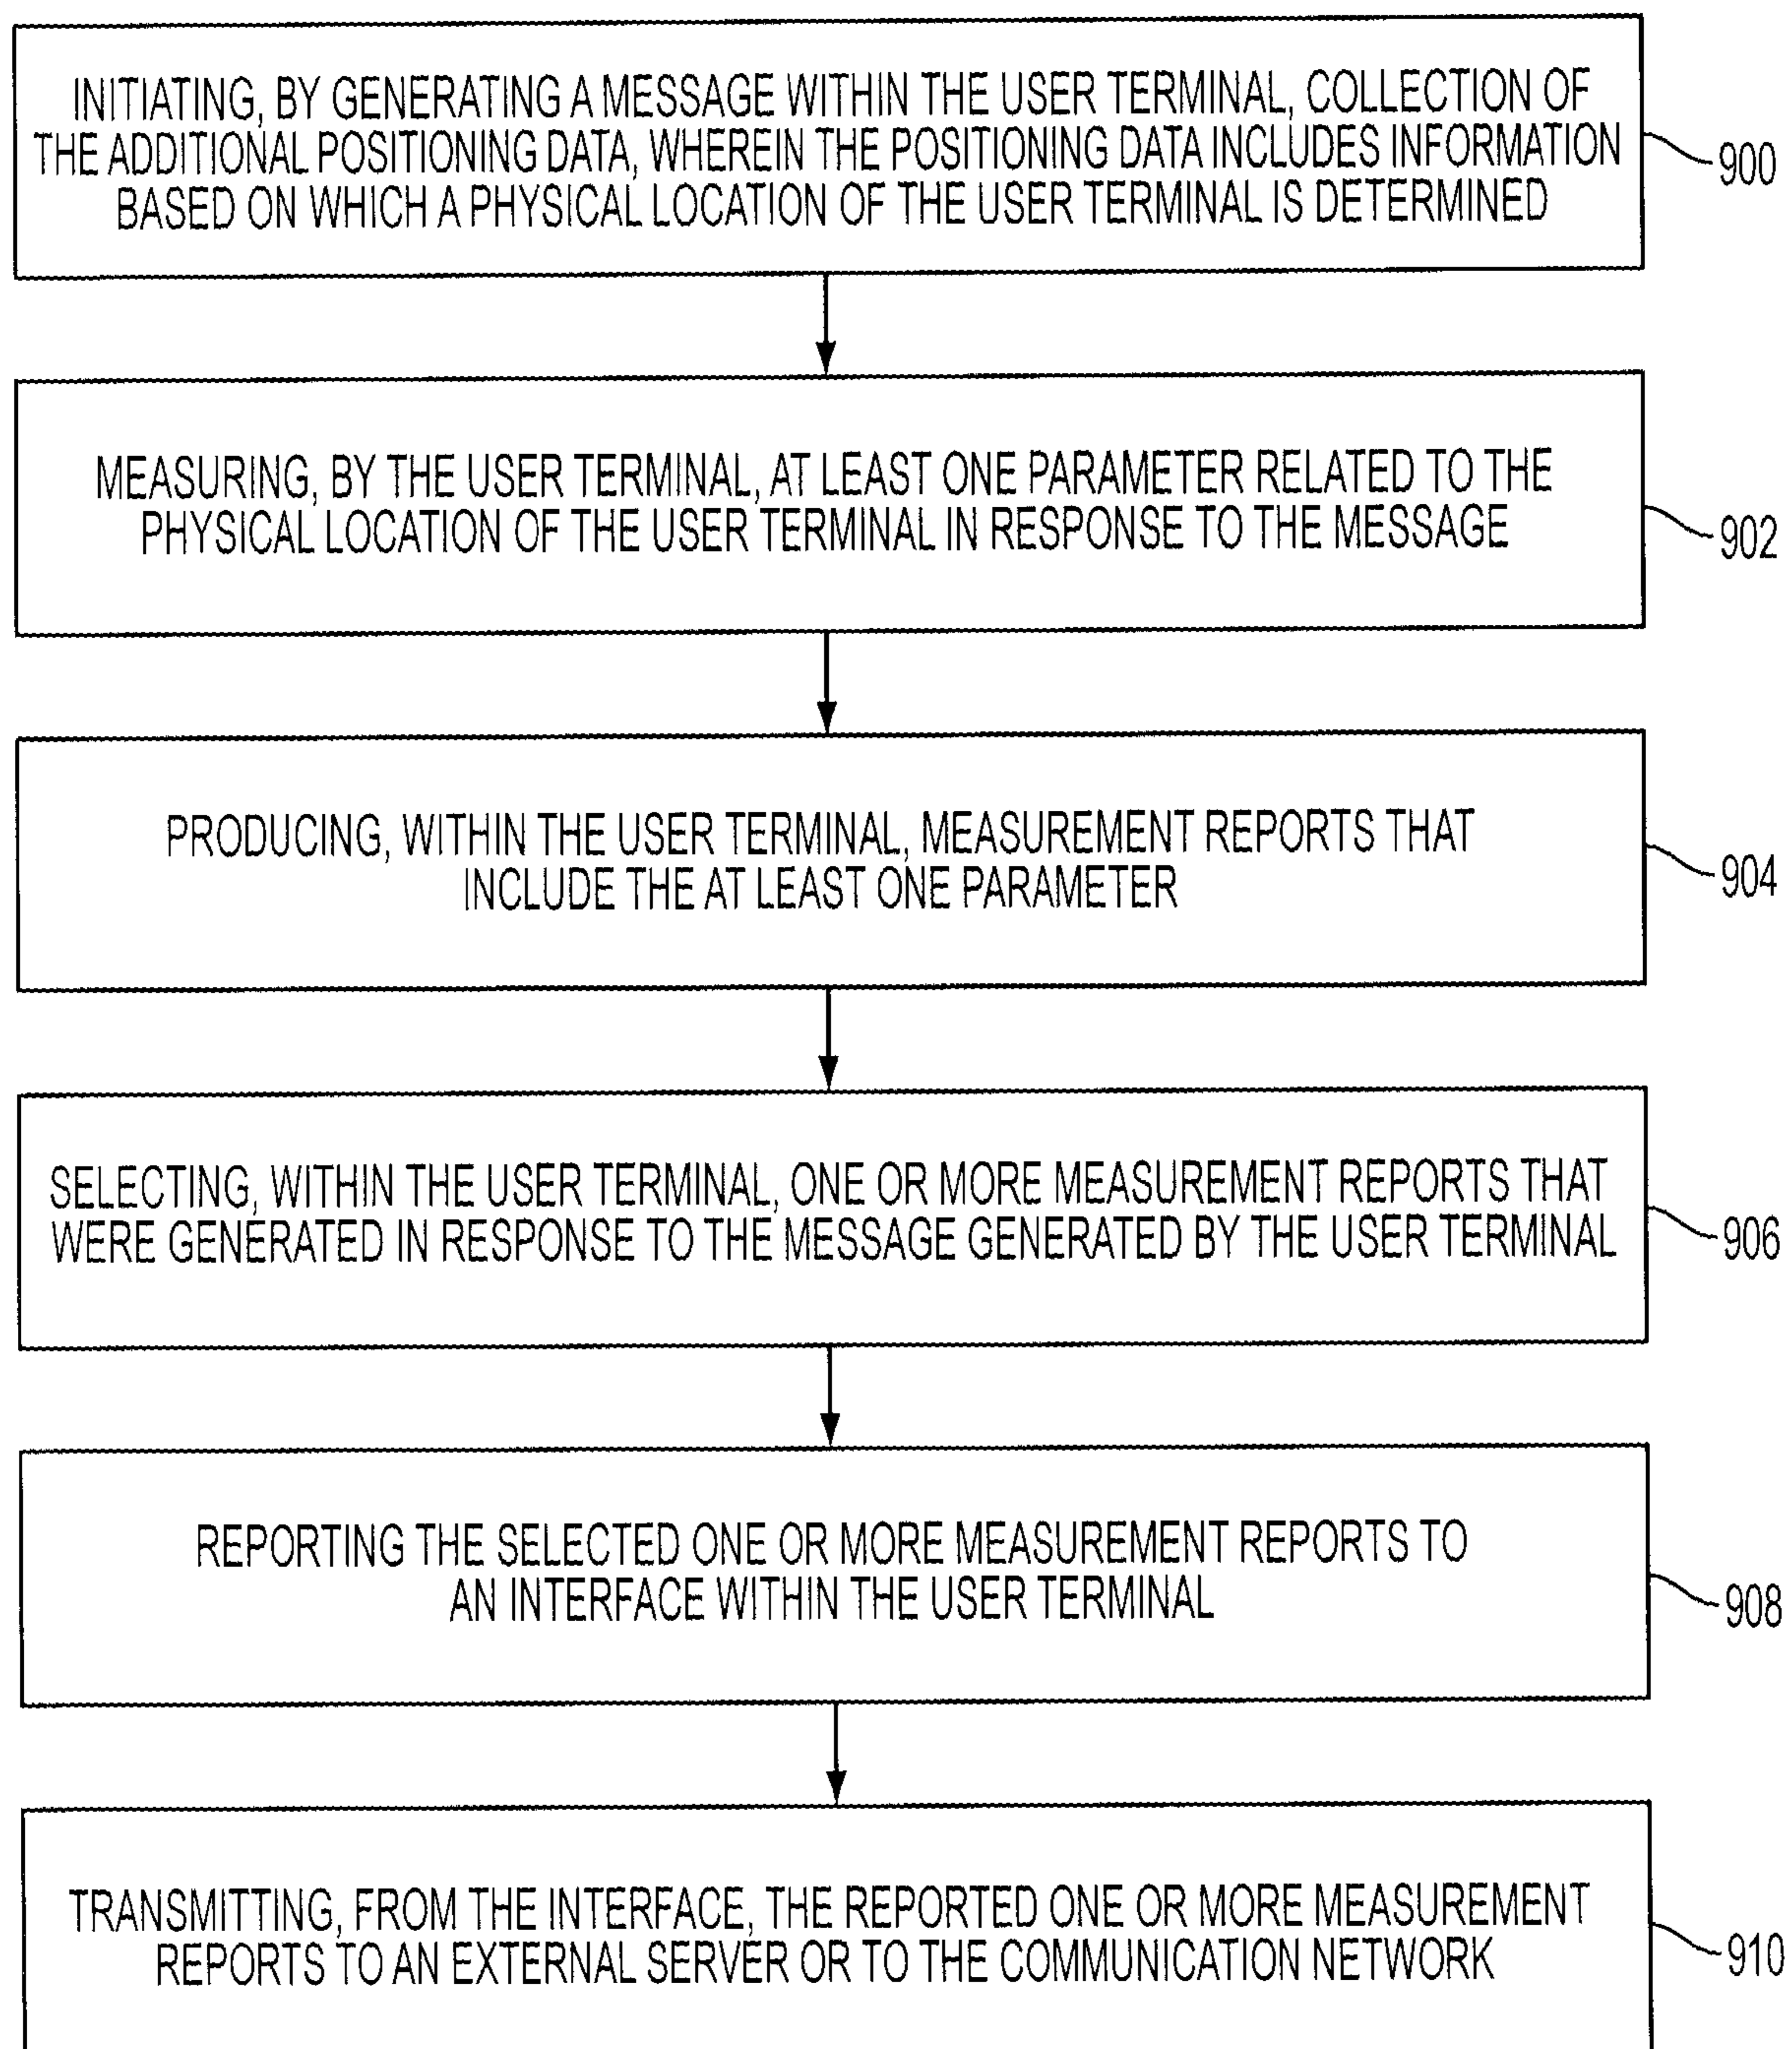 INITIATING, BY GENERATING A MESSAGE WITHIN THE USER TERMINAL, COLLECTION OF
THE ADDITIONAL POSITIONING DATA, WHEREIN THE POSITIONING DATA INCLUDES INFORMATION
BASED ON WHICH A PHYSICAL LOCATION OF THE USER TERMINAL IS DETERMINED
900
MEASURING, BY THE USER TERMINAL, AT LEAST ONE PARAMETER RELATED TO THE
PHYSICAL LOCATION OF THE USER TERMINAL IN RESPONSE TO THE MESSAGE
902
PRODUCING, WITHIN THE USER TERMINAL, MEASUREMENT REPORTS THAT
INCLUDE THE AT LEAST ONE PARAMETER
904
SELECTING, WITHIN THE USER TERMINAL, ONE OR MORE MEASUREMENT REPORTS THAT
WERE GENERATED IN RESPONSE TO THE MESSAGE GENERATED BY THE USER TERMINAL
906
REPORTING THE SELECTED ONE OR MORE MEASUREMENT REPORTS TO
AN INTERFACE WITHIN THE USER TERMINAL
908
TRANSMITTING, FROM THE INTERFACE, THE REPORTED ONE OR MORE MEASUREMENT
REPORTS TO AN EXTERNAL SERVER OR TO THE COMMUNICATION NETWORK
910